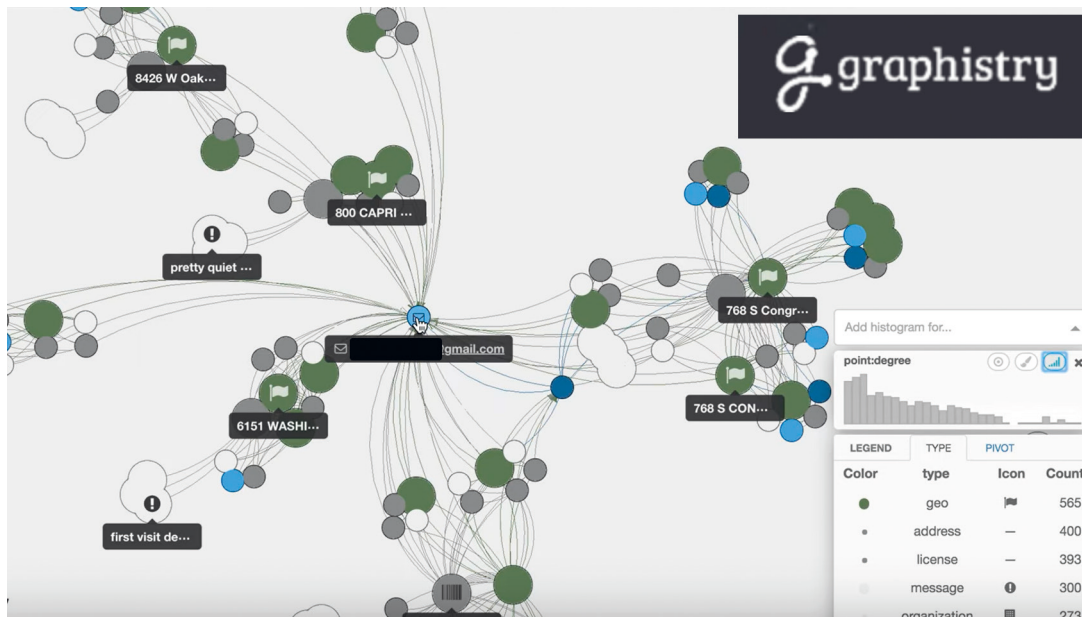 graphistry
8426 W Oak···
800 CAPRI ···
pretty quiet ···
768 S Congr···
@gmail.com
768 S CON···
6151 WASHI···
first visit de···
Add histogram for...
point:degree
LEGEND TYPE PIVOT
Color type Icon Count
geo 565
address 400
license 393
message 300
organization 273